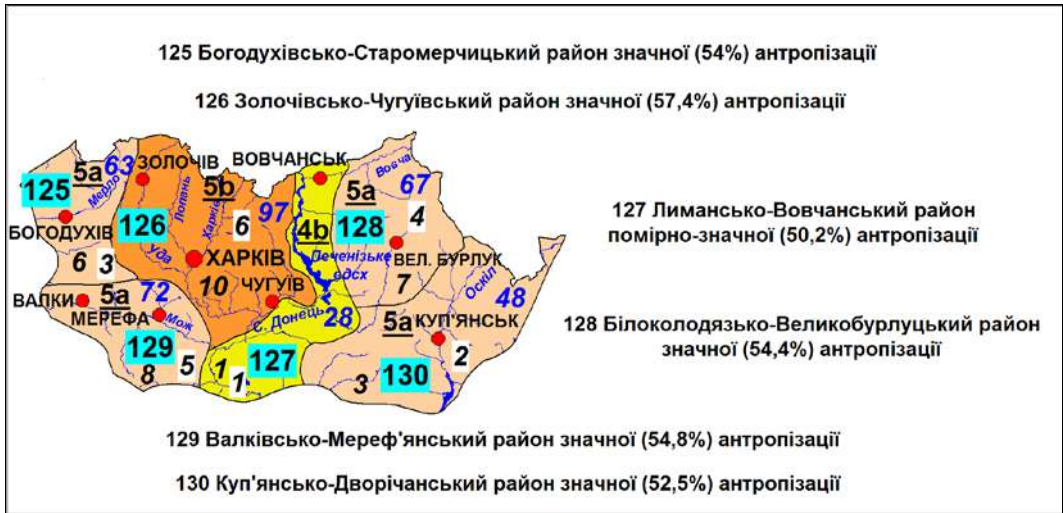 125 Богодухівсько-Старомерчицький район значної (54%) антропізації
126 Золочівсько-Чугуївський район значної (57,4%) антропізації
ЗОЛОЧІВ ВОВЧАНСЬК
5а 63 5b 5а Вовча
125 Мерло Лопань Харків 67
126 6 97 4b 128 4
БОГОДУХІВ Уда Печенізьке вдсх ВЕЛ. БУРЛУК
6 3 ХАРКІВ 7 Оскіл
10 ЧУГУЇВ 48
ВАЛКИ 5а 72 С. Донець 28 5а КУП'ЯНСЬК
МЕРЕФА Мож
129 5 1 127 2
8 1 3 130
127 Лимансько-Вовчанський район
помірно-значної (50,2%) антропізації
128 Білоколодязько-Великобурлуцький район
значної (54,4%) антропізації
129 Валківсько-Мереф'янський район значної (54,8%) антропізації
130 Куп'янсько-Дворічанський район значної (52,5%) антропізації